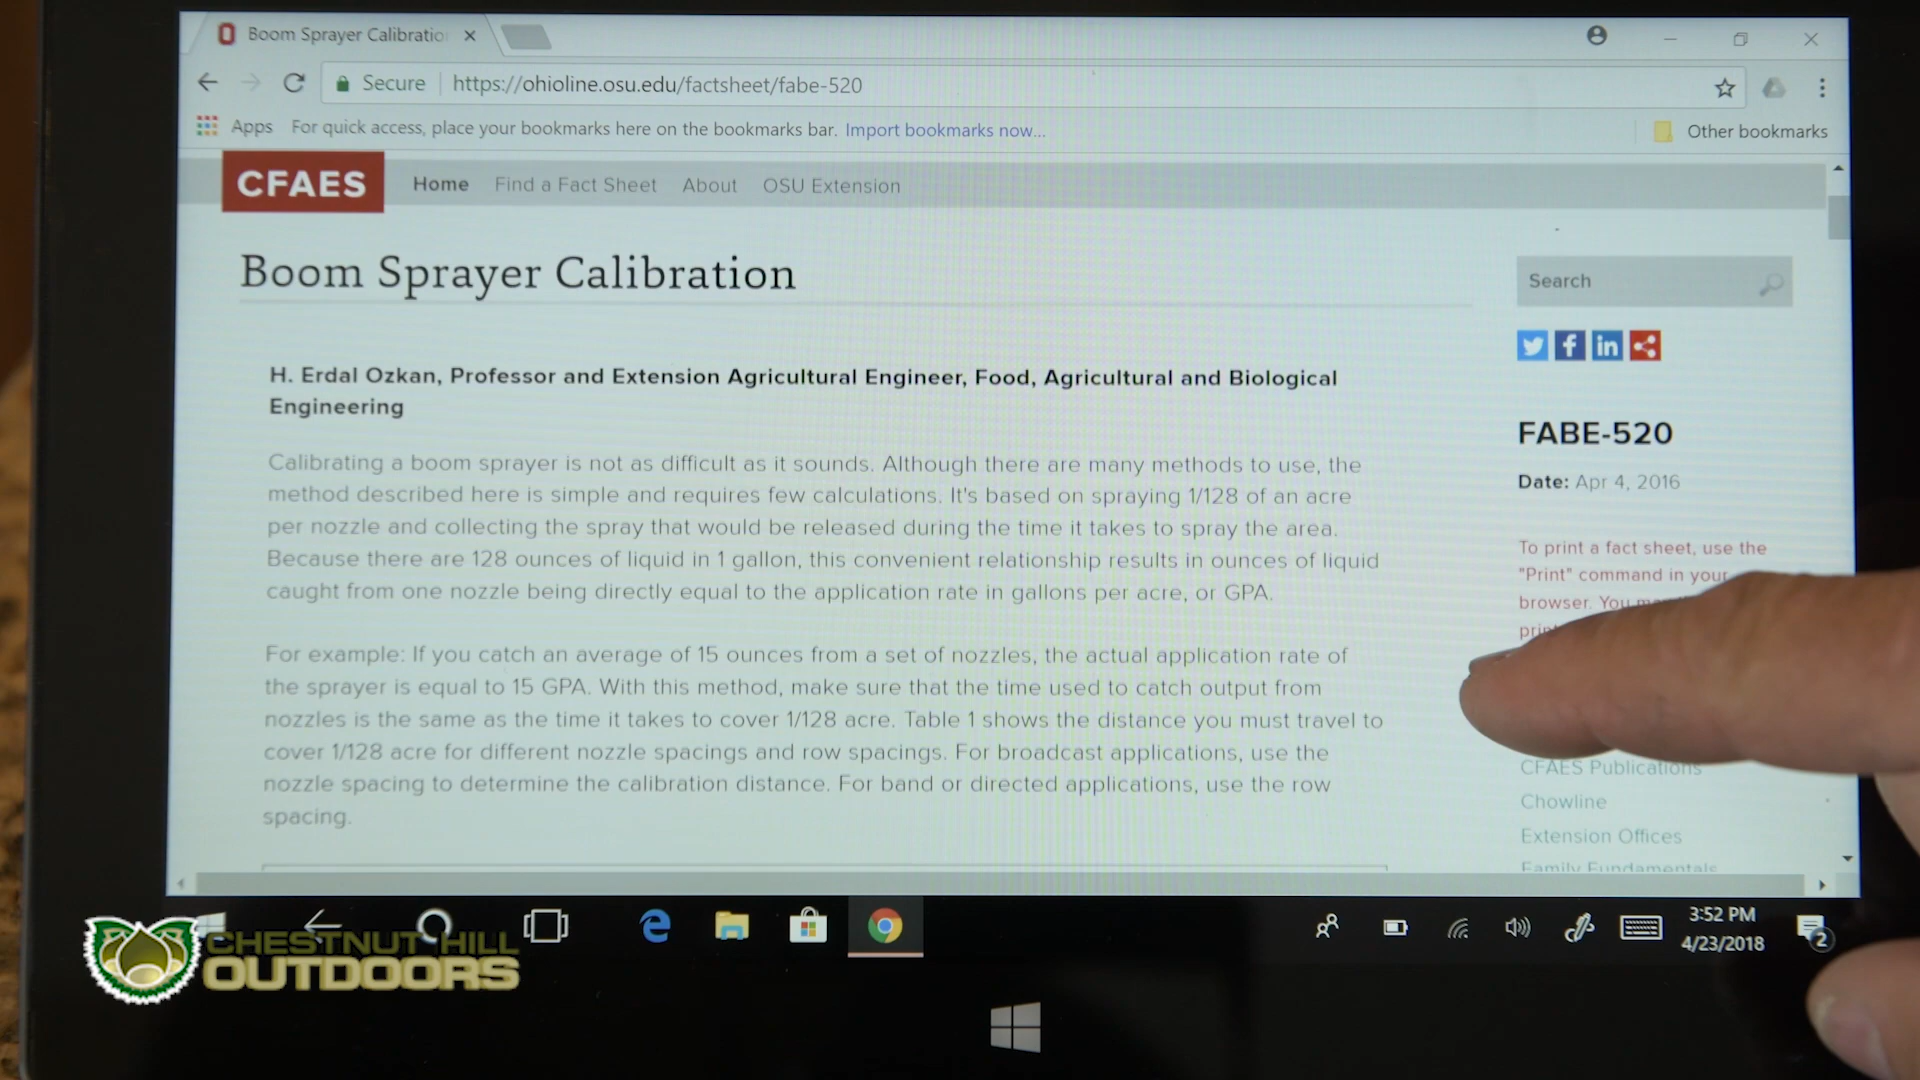 Boom Sprayer Calibratio
Secure https://ohioline.osu.edu/factsheet/fabe-520
Apps For quick access, place your bookmarks here on the bookmarks bar. Import bookmarks now... Other bookmarks
CFAES Home Find a Fact Sheet About OSU Extension
Boom Sprayer Calibration
Search
H. Erdal Ozkan, Professor and Extension Agricultural Engineer, Food, Agricultural and Biological
Engineering
Calibrating a boom sprayer is not as difficult as it sounds. Although there are many methods to use, the
method described here is simple and requires few calculations. It's based on spraying 1/128 of an acre
per nozzle and collecting the spray that would be released during the time it takes to spray the area.
Because there are 128 ounces of liquid in 1 gallon, this convenient relationship results in ounces of liquid
caught from one nozzle being directly equal to the application rate in gallons per acre, or GPA.
For example: If you catch an average of 15 ounces from a set of nozzles, the actual application rate of
the sprayer is equal to 15 GPA. With this method, make sure that the time used to catch output from
nozzles is the same as the time it takes to cover 1/128 acre. Table 1 shows the distance you must travel to
cover 1/128 acre for different nozzle spacings and row spacings. For broadcast applications, use the
nozzle spacing to determine the calibration distance. For band or directed applications, use the row
spacing.
FABE-520
Date: Apr 4, 2016
To print a fact sheet, use the
"Print" command in your
browser. You
CFAES Publications
Chowline
Extension Offices
Family Fundamentals
3:52 PM
4/23/2018
2
CHESTNUT HILL
OUTDOORS